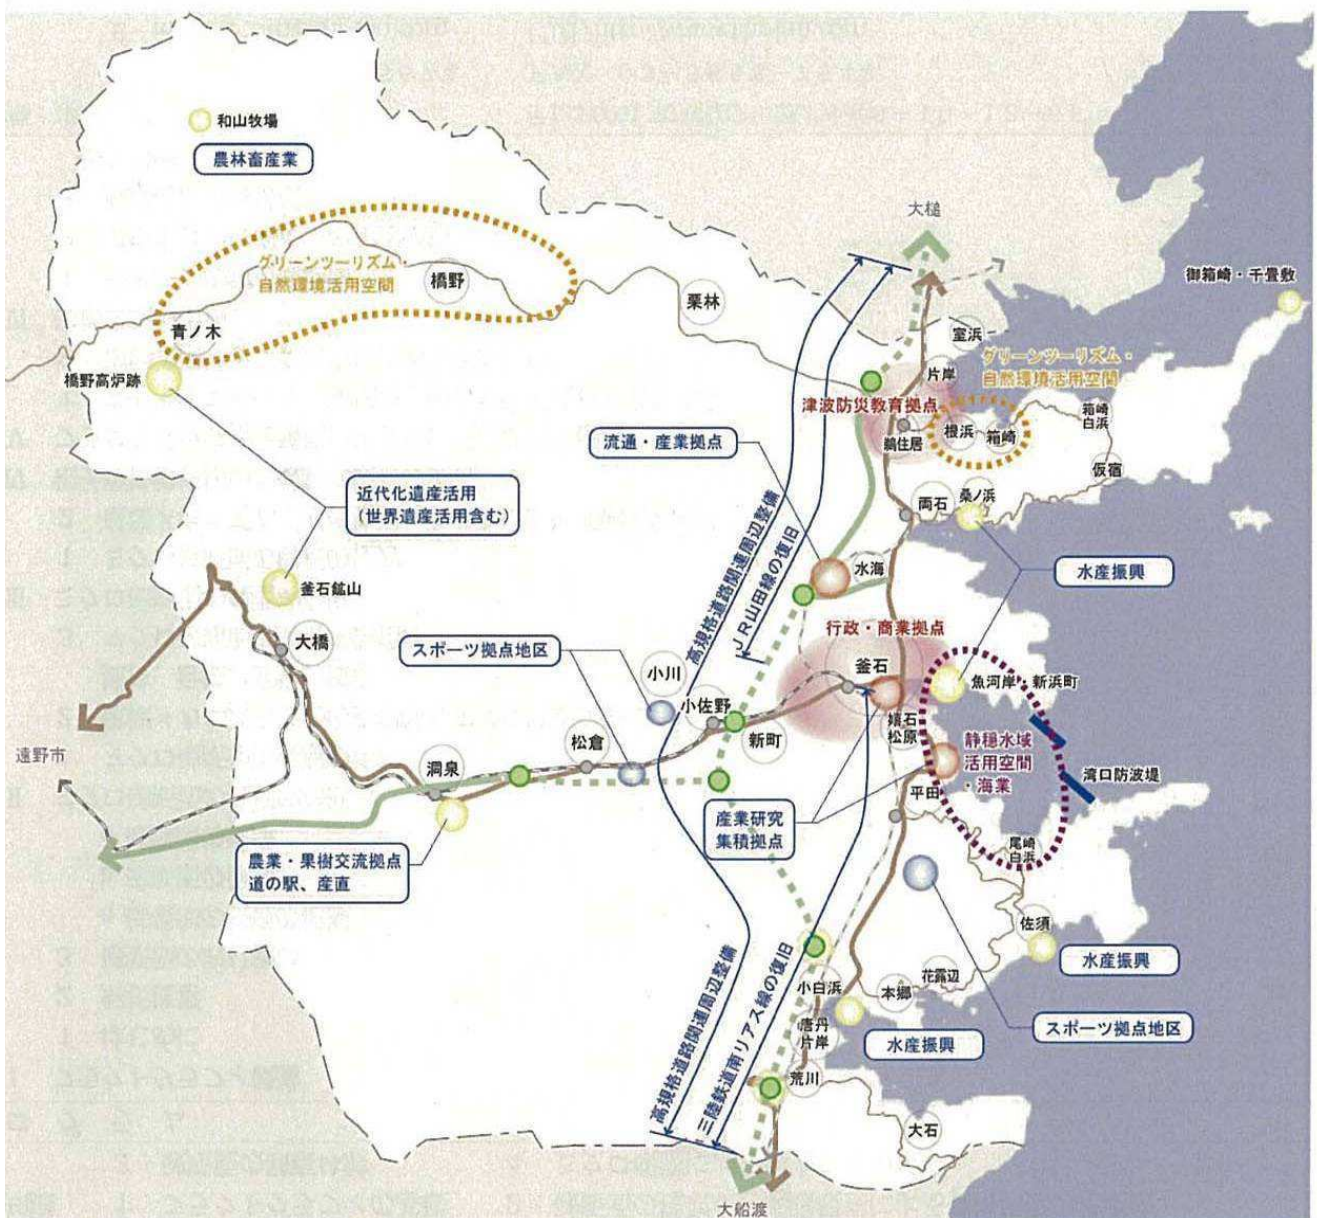 和山牧場
農林畜産業
大槌
御箱崎・千畳敷
グリーンツーリズム・
自然環境活用空間
橋野
栗林
青ノ木
橋野高炉跡
室浜
片岸
グリーンツーリズム・
自然環境活用空間
津波防災教育拠点
鵜住居
根浜
箱崎
箱崎
白浜
仮宿
流通・産業拠点
近代化遺産活用
（世界遺産活用含む）
高規格道路関連周辺整備
JR山田線の復旧
両石
桑ノ浜
水海
水産振興
釜石鉱山
大橋
行政・商業拠点
スポーツ拠点地区
小川
釜石
魚河岸・新浜町
小佐野
新町
嬉石
松原
静穏水域
活用空間
・海業
湾口防波堤
遠野市
松倉
洞泉
平田
産業研究
集積拠点
尾崎
白浜
農業・果樹交流拠点
道の駅、産直
佐須
水産振興
花露辺
本郷
小白浜
唐丹
片岸
水産振興
スポーツ拠点地区
高規格道路関連周辺整備
三陸鉄道南リアス線の復旧
荒川
大石
大船渡